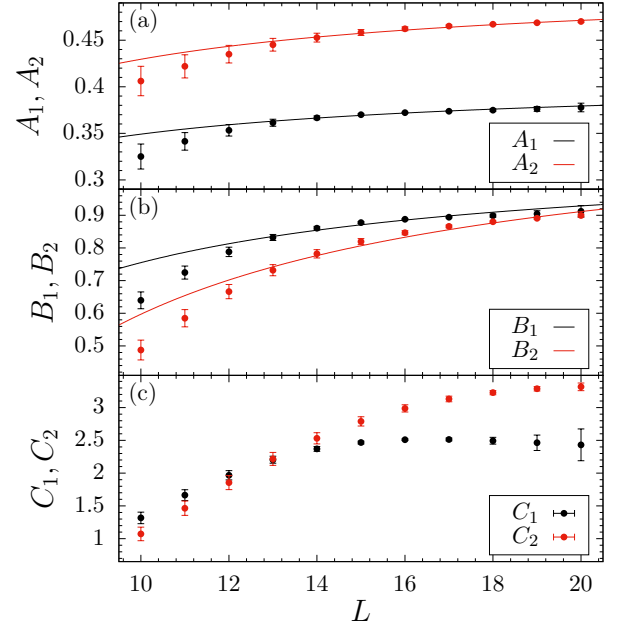 (a)
A₁, A₂
0.45
0.4
0.35
0.3
A₁
A₂
(b)
B₁, B₂
0.9
0.8
0.7
0.6
0.5
B₁
B₂
(c)
C₁, C₂
3
2.5
2
1.5
1
C₁
C₂
10 12 14 16 18 20
L